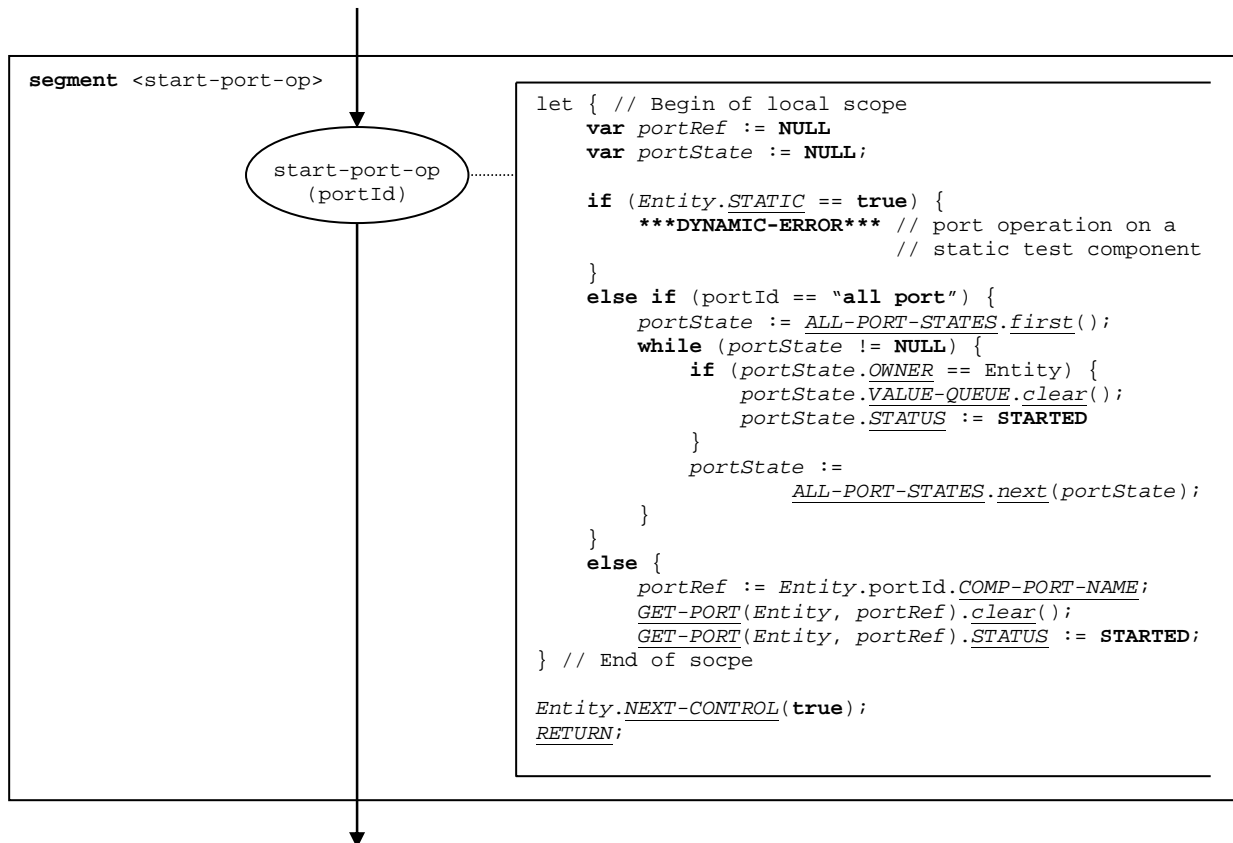 segment <start-port-op>
start-port-op
(portId)
let { // Begin of local scope
var portRef := NULL
var portState := NULL;
if (Entity.STATIC == true) {
***DYNAMIC-ERROR*** // port operation on a
// static test component
}
else if (portId == “all port”) {
portState := ALL-PORT-STATES.first();
while (portState != NULL) {
if (portState.OWNER == Entity) {
portState.VALUE-QUEUE.clear();
portState.STATUS := STARTED
}
portState :=
ALL-PORT-STATES.next(portState);
}
}
else {
portRef := Entity.portId.COMP-PORT-NAME;
GET-PORT(Entity, portRef).clear();
GET-PORT(Entity, portRef).STATUS := STARTED;
} // End of socpe
Entity.NEXT-CONTROL(true);
RETURN;